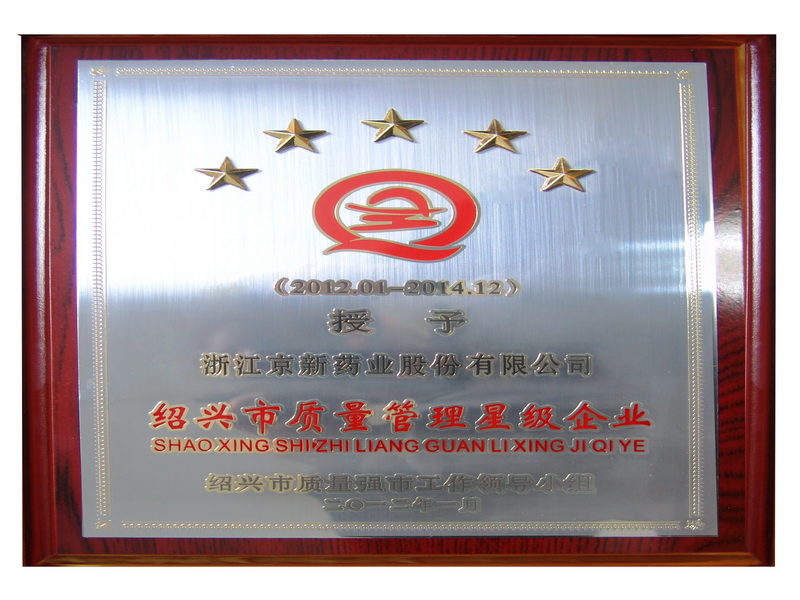 《2012.01—2014.12》
授 予
浙江京新药业股份有限公司
绍兴市质量管理星级企业
SHAO XING SHI ZHI LIANG GUAN LI XING JI QI YE
绍兴市质量强市工作领导小组
二〇一二年一月